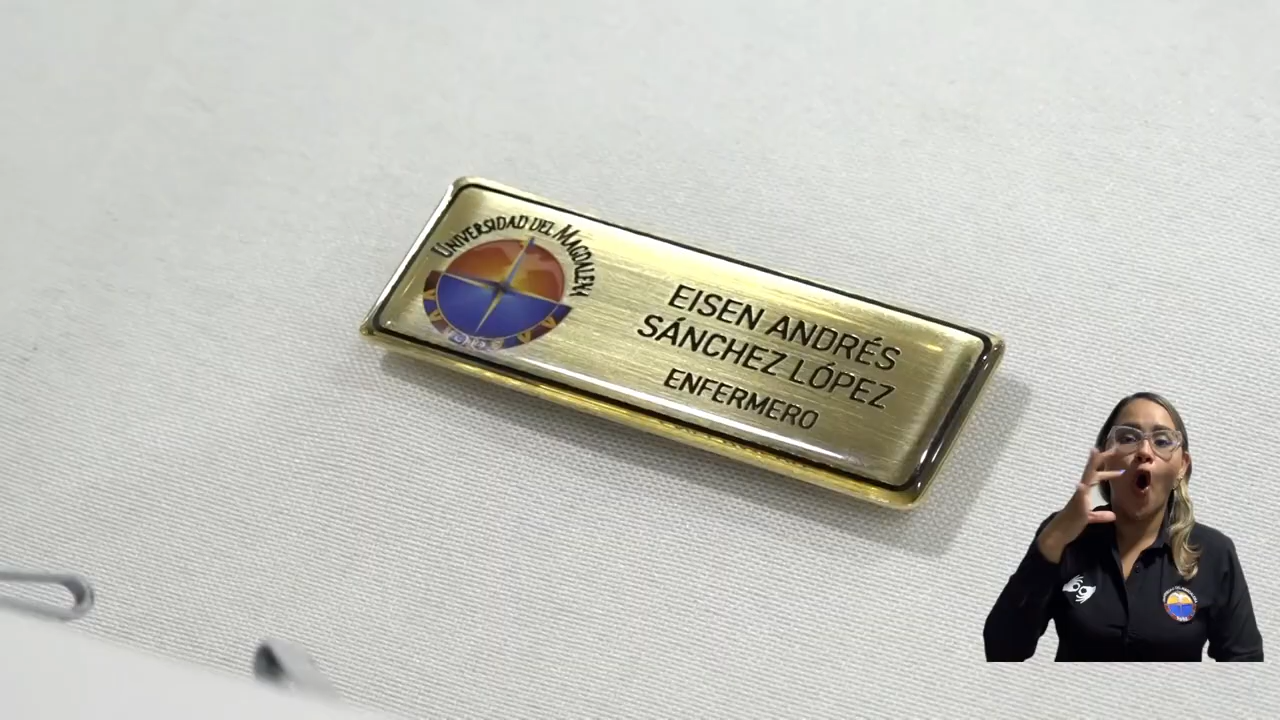 UNIVERSIDAD DEL MAGDALENA
EISEN ANDRÉS
SÁNCHEZ LÓPEZ
ENFERMERO